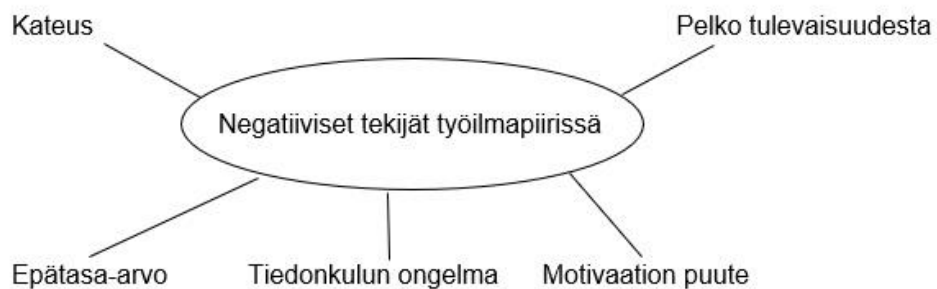 Kateus
Pelko tulevaisuudesta
Negatiiviset tekijät työilmapiirissä
Epätasa-arvo
Tiedonkulun ongelma
Motivaation puute